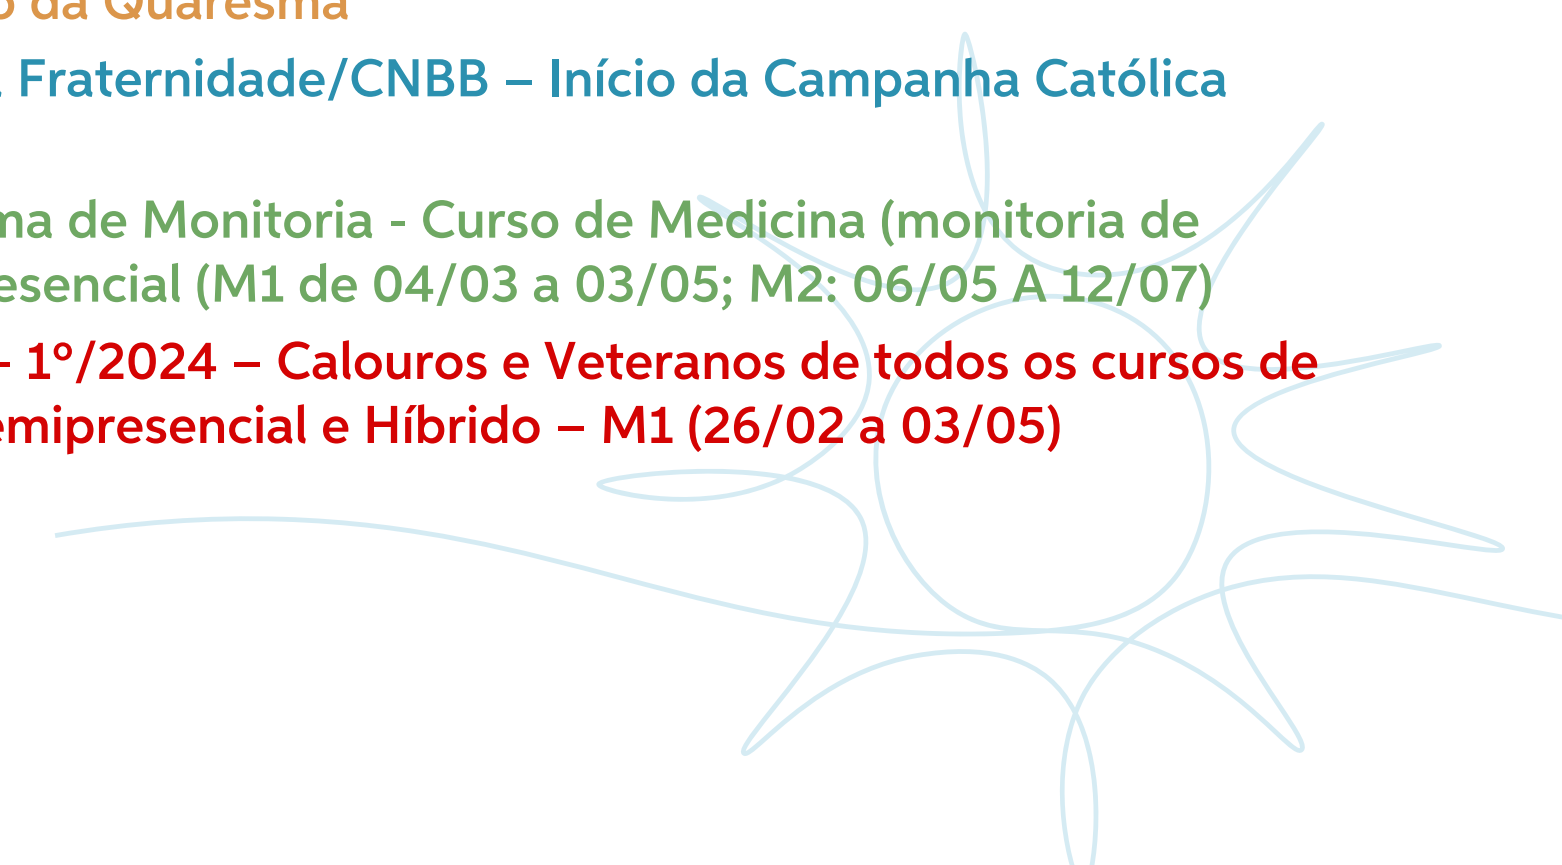 o da Quaresma
Fraternidade/CNBB – Início da Campanha Católica
ma de Monitoria - Curso de Medicina (monitoria de
esencial (M1 de 04/03 a 03/05; M2: 06/05 A 12/07)
– 1º/2024 – Calouros e Veteranos de todos os cursos de
emipresencial e Híbrido – M1 (26/02 a 03/05)